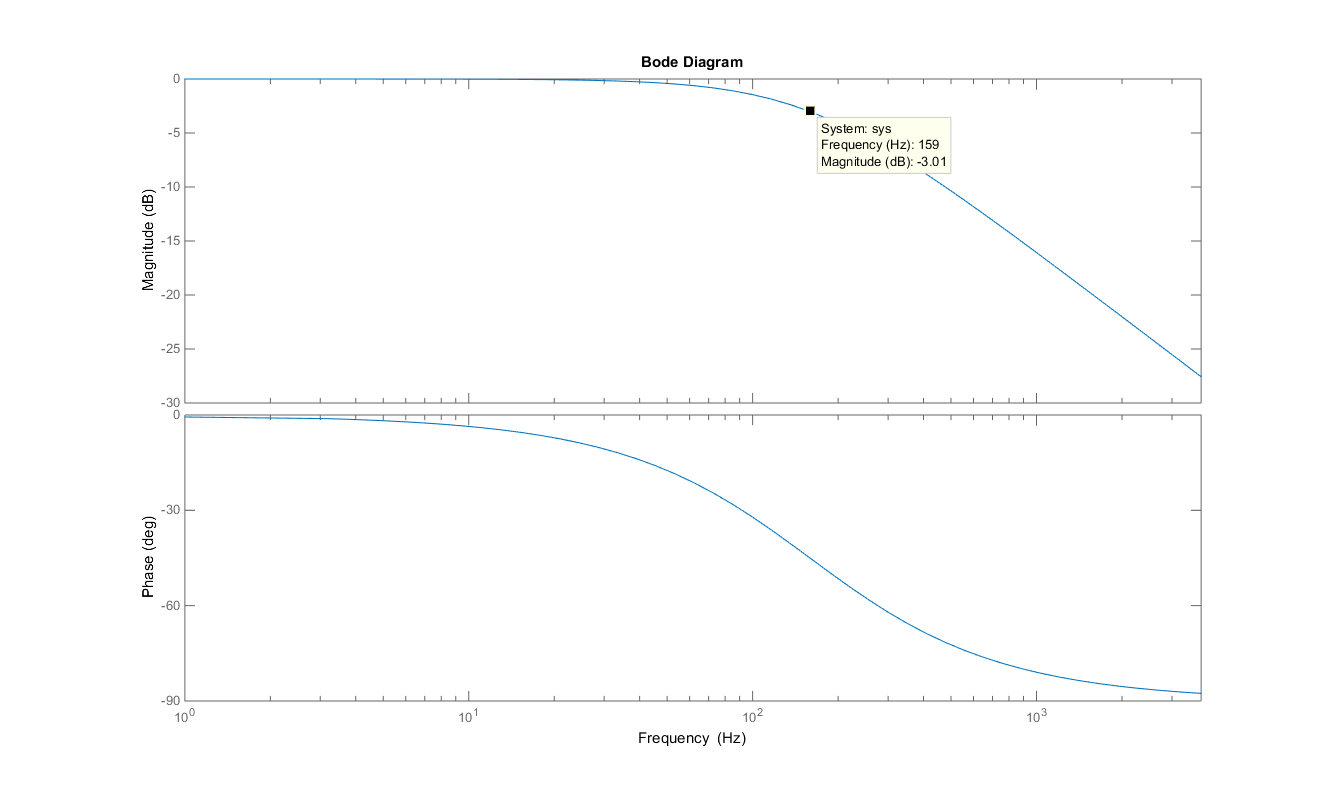 Bode Diagram
0
-5
-10
-15
-20
-25
-30
Magnitude (dB)
System: sys
Frequency (Hz): 159
Magnitude (dB): -3.01
0
-30
-60
-90
Phase (deg)
10^0 10^1 10^2 10^3
Frequency (Hz)